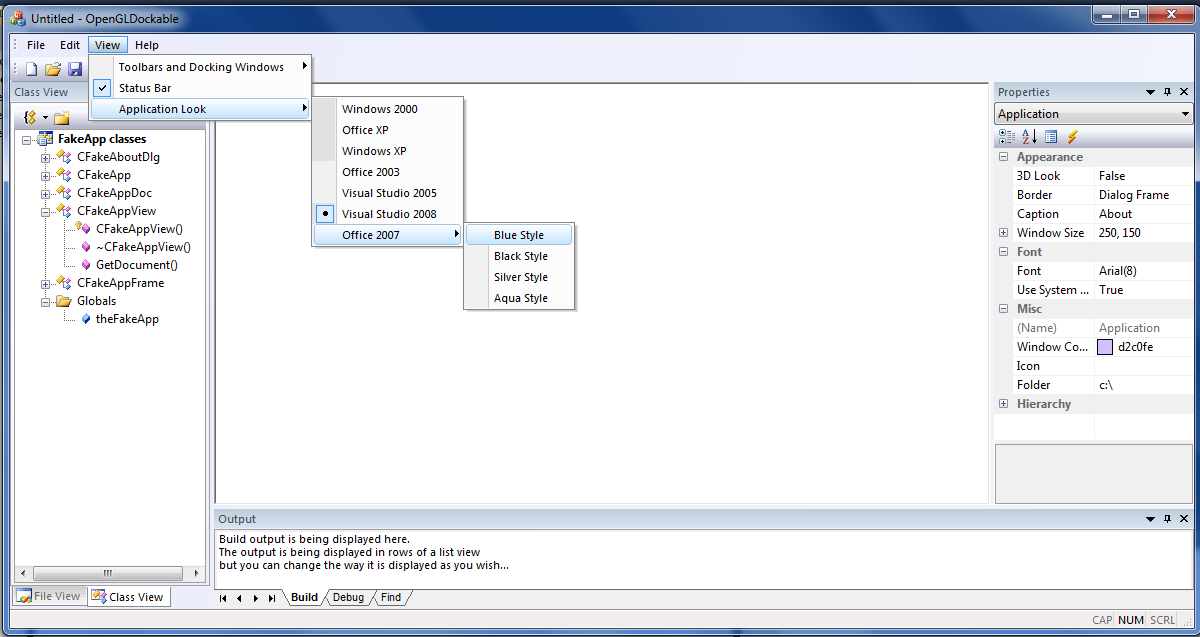 Untitled - OpenGLDockable
File Edit View Help
Toolbars and Docking Windows
Status Bar
Application Look
Windows 2000
Office XP
Windows XP
Office 2003
Visual Studio 2005
Visual Studio 2008
Office 2007
Blue Style
Black Style
Silver Style
Aqua Style
Class View
FakeApp classes
CFakeAboutDlg
CFakeApp
CFakeAppDoc
CFakeAppView
CFakeAppView()
~CFakeAppView()
GetDocument()
CFakeAppFrame
Globals
theFakeApp
File View Class View
Properties
Application
Appearance
3D Look False
Border Dialog Frame
Caption About
Window Size 250, 150
Font
Font Arial(8)
Use System ... True
Misc
(Name) Application
Window Co... d2c0fe
Icon
Folder c:\
Hierarchy
Output
Build output is being displayed here.
The output is being displayed in rows of a list view
but you can change the way it is displayed as you wish...
Build Debug Find
CAP NUM SCRL